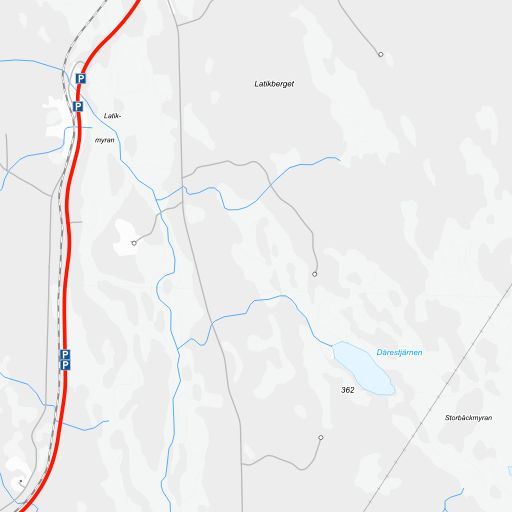 P
Latikberget
P
Latik-
myran
Därestjärnen
P
P
362
Storbäckmyran